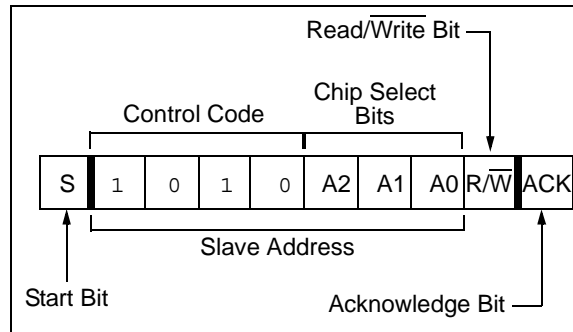 Read/Write Bit
Control Code
Chip Select
Bits
S 1 0 1 0 A2 A1 A0 R/W ACK
Slave Address
Start Bit
Acknowledge Bit